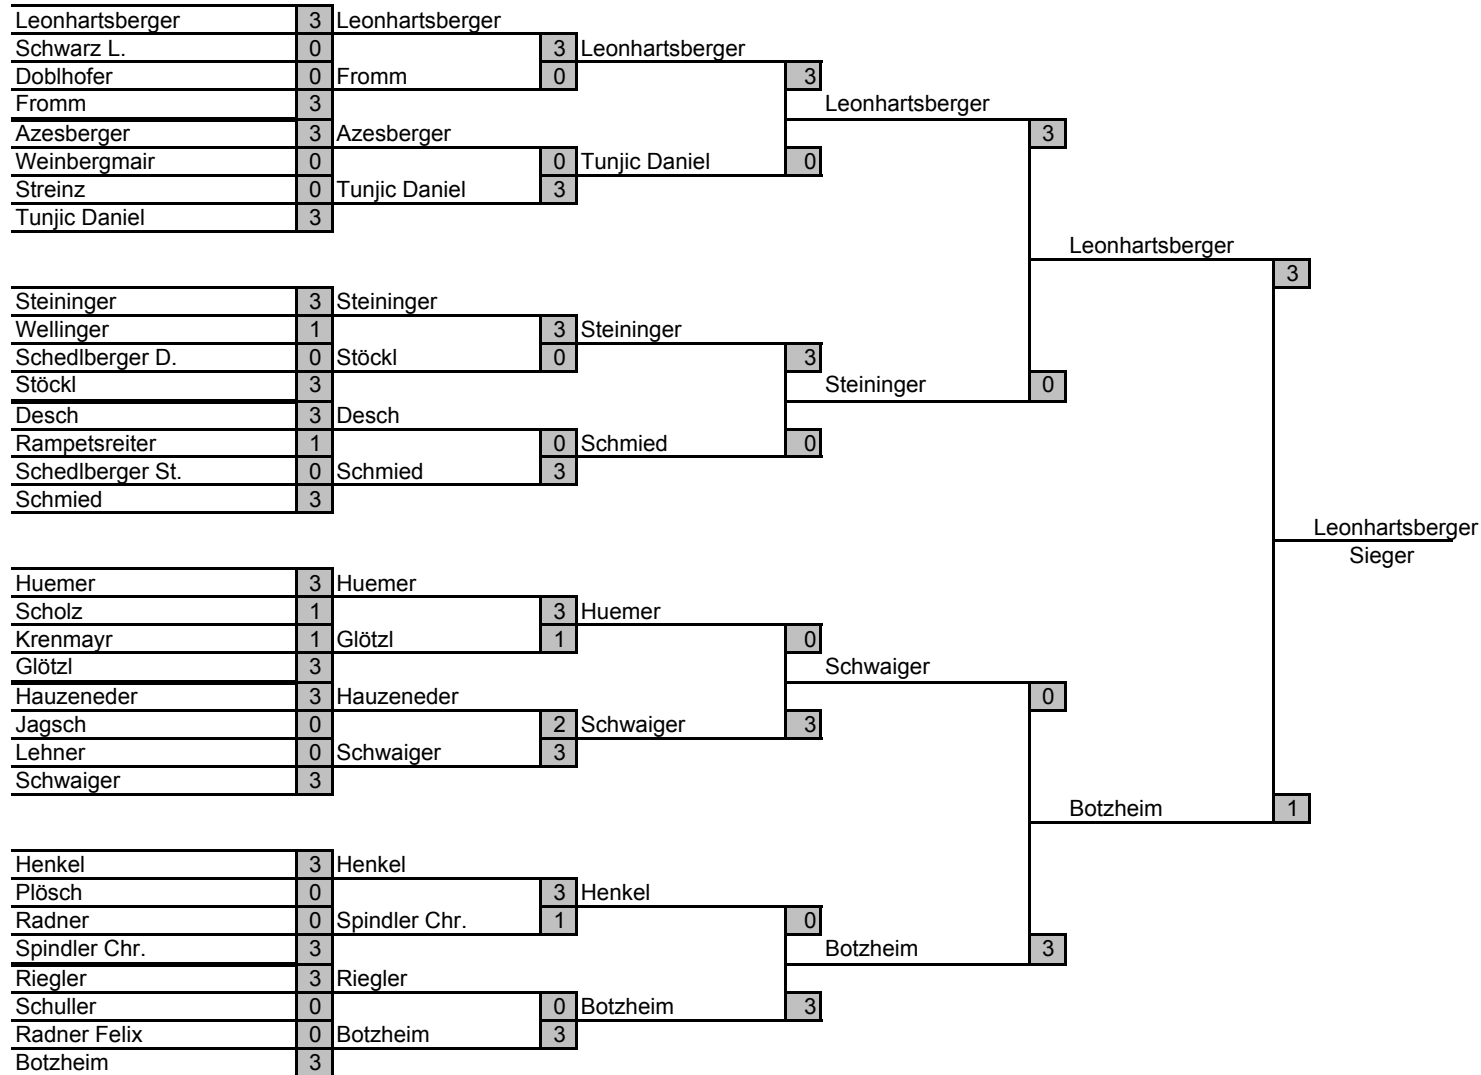 Leonhartsberger 3 Leonhartsberger
Schwarz L. 0 3 Leonhartsberger
Doblhofer 0 Fromm 0 3
Fromm 3 Leonhartsberger
Azesberger 3 Azesberger 3
Weinbergmair 0 0 Tunjic Daniel 0
Streinz 0 Tunjic Daniel 3
Tunjic Daniel 3
Leonhartsberger
3
Steininger 3 Steininger
Wellinger 1 3 Steininger
Schedlberger D. 0 Stöckl 0 3
Stöckl 3 Steininger 0
Desch 3 Desch
Rampetsreiter 1 0 Schmied 0
Schedlberger St. 0 Schmied 3
Schmied 3
Leonhartsberger
Sieger
Huemer 3 Huemer
Scholz 1 3 Huemer
Krenmayr 1 Glötzl 1 0
Glötzl 3 Schwaiger
Hauzeneder 3 Hauzeneder 0
Jagsch 0 2 Schwaiger 3
Lehner 0 Schwaiger 3
Schwaiger 3
Botzheim 1
Henkel 3 Henkel
Plösch 0 3 Henkel
Radner 0 Spindler Chr. 1 0
Spindler Chr. 3 Botzheim 3
Riegler 3 Riegler
Schuller 0 0 Botzheim 3
Radner Felix 0 Botzheim 3
Botzheim 3